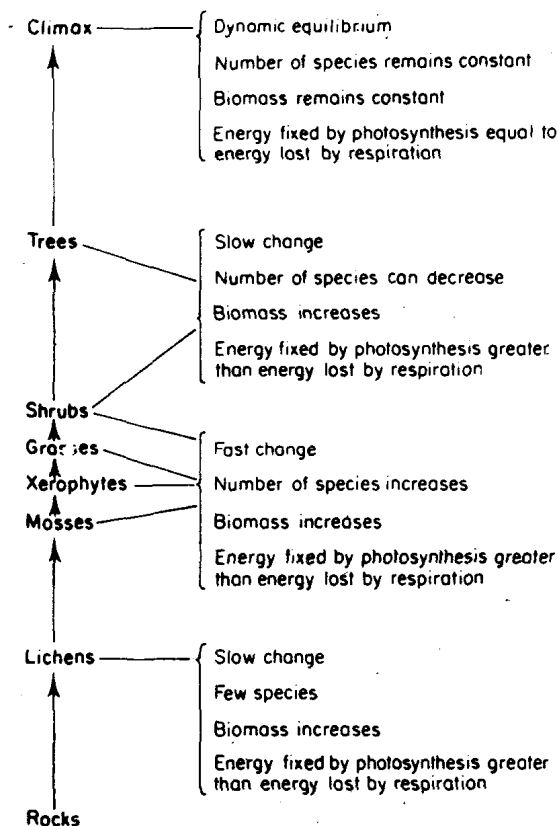 Climax
Dynamic equilibrium
Number of species remains constant
Biomass remains constant
Energy fixed by photosynthesis equal to
energy lost by respiration
Trees
Slow change
Number of species can decrease
Biomass increases
Energy fixed by photosynthesis greater
than energy lost by respiration
Shrubs
Grasses
Xerophytes
Mosses
Fast change
Number of species increases
Biomass increases
Energy fixed by photosynthesis greater
than energy lost by respiration
Lichens
Slow change
Few species
Biomass increases
Energy fixed by photosynthesis greater
than energy lost by respiration
Rocks